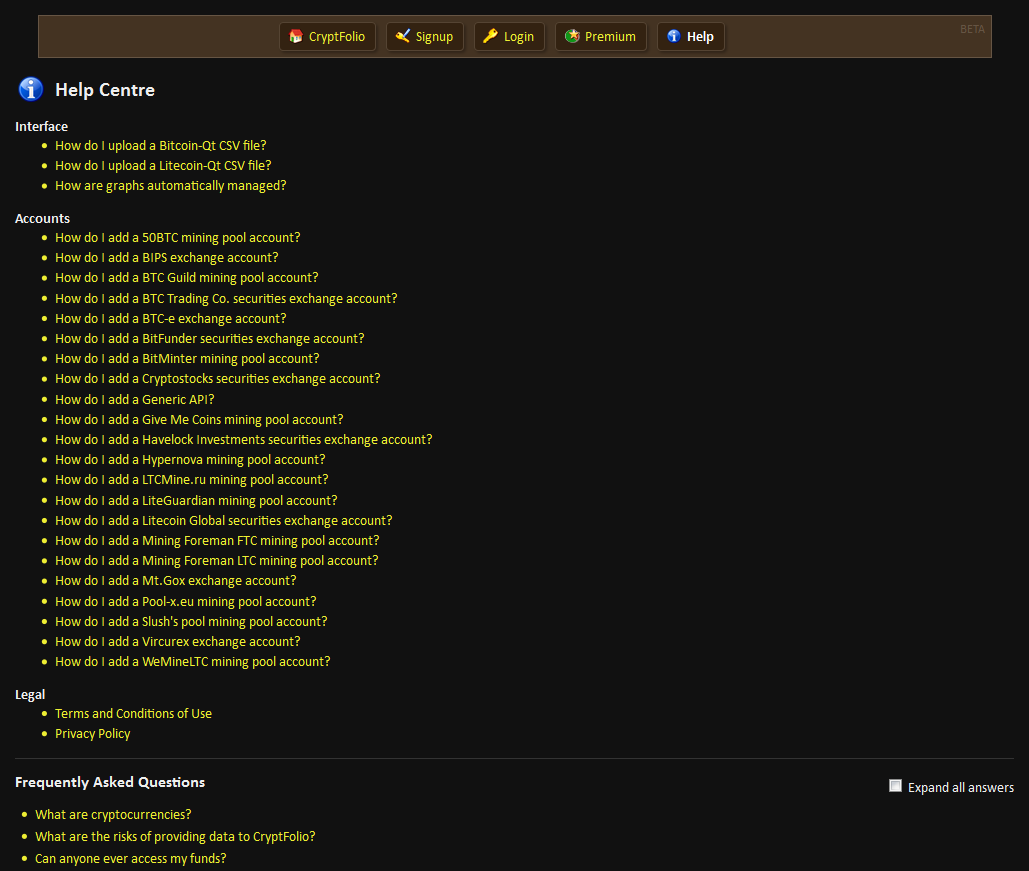 CryptFolio Signup Login Premium Help BETA
Help Centre
Interface
How do I upload a Bitcoin-Qt CSV file?
How do I upload a Litecoin-Qt CSV file?
How are graphs automatically managed?
Accounts
How do I add a 50BTC mining pool account?
How do I add a BIPS exchange account?
How do I add a BTC Guild mining pool account?
How do I add a BTC Trading Co. securities exchange account?
How do I add a BTC-e exchange account?
How do I add a BitFunder securities exchange account?
How do I add a BitMinter mining pool account?
How do I add a Cryptostocks securities exchange account?
How do I add a Generic API?
How do I add a Give Me Coins mining pool account?
How do I add a Havelock Investments securities exchange account?
How do I add a Hypernova mining pool account?
How do I add a LTCMine.ru mining pool account?
How do I add a LiteGuardian mining pool account?
How do I add a Litecoin Global securities exchange account?
How do I add a Mining Foreman FTC mining pool account?
How do I add a Mining Foreman LTC mining pool account?
How do I add a Mt.Gox exchange account?
How do I add a Pool-x.eu mining pool account?
How do I add a Slush's pool mining pool account?
How do I add a Vircurex exchange account?
How do I add a WeMineLTC mining pool account?
Legal
Terms and Conditions of Use
Privacy Policy
Frequently Asked Questions
Expand all answers
What are cryptocurrencies?
What are the risks of providing data to CryptFolio?
Can anyone ever access my funds?